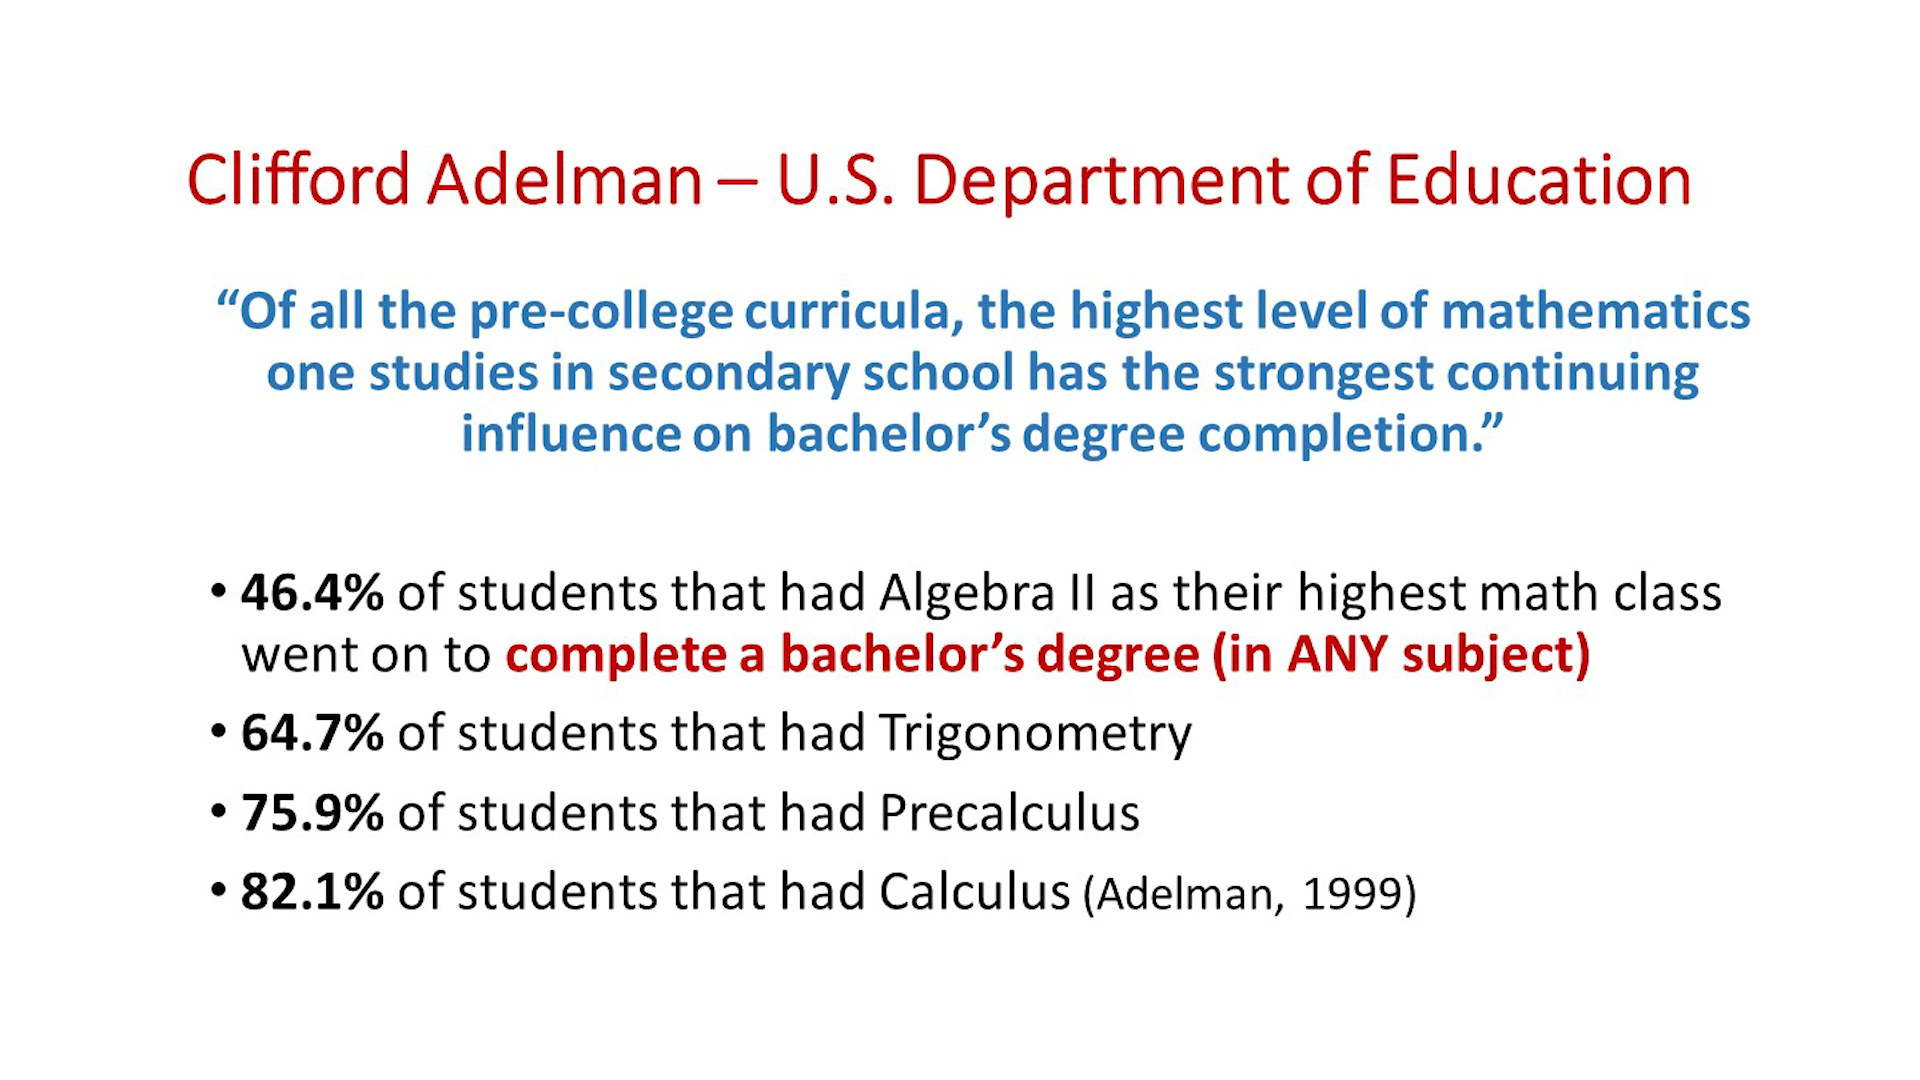 Clifford Adelman – U.S. Department of Education
“Of all the pre-college curricula, the highest level of mathematics
one studies in secondary school has the strongest continuing
influence on bachelor’s degree completion.”
• 46.4% of students that had Algebra II as their highest math class
went on to complete a bachelor’s degree (in ANY subject)
• 64.7% of students that had Trigonometry
• 75.9% of students that had Precalculus
• 82.1% of students that had Calculus (Adelman, 1999)